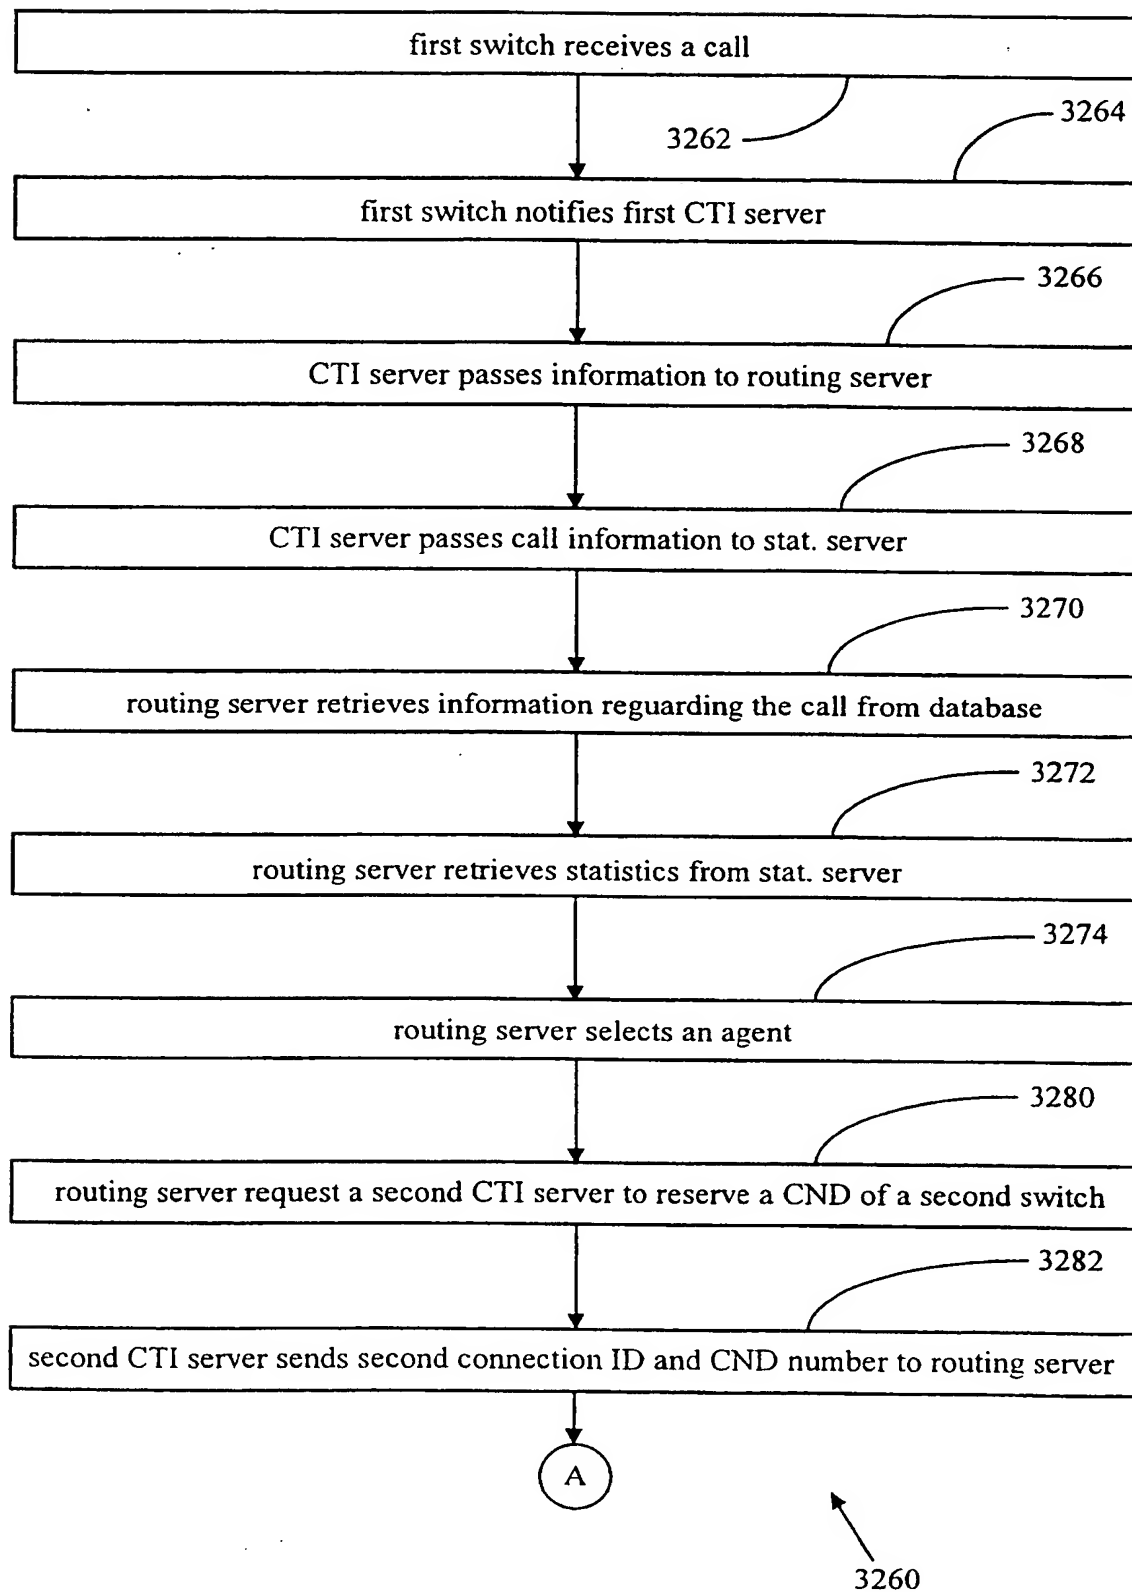 first switch receives a call
3262
3264
first switch notifies first CTI server
3266
CTI server passes information to routing server
3268
CTI server passes call information to stat. server
3270
routing server retrieves information reguarding the call from database
3272
routing server retrieves statistics from stat. server
3274
routing server selects an agent
3280
routing server request a second CTI server to reserve a CND of a second switch
3282
second CTI server sends second connection ID and CND number to routing server
A
3260